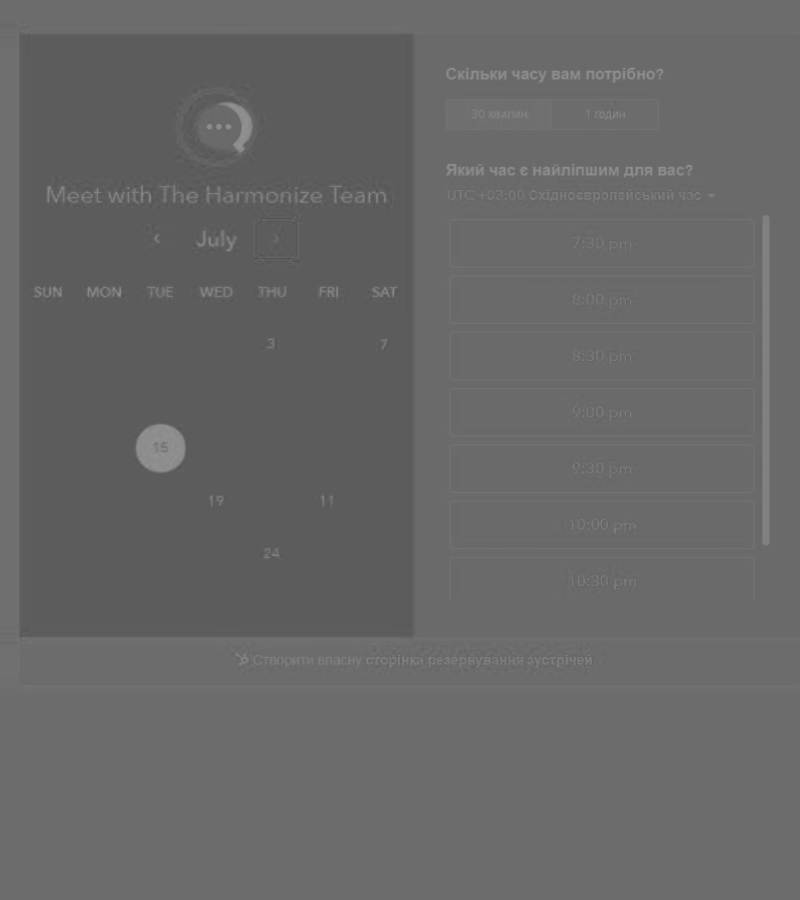 Meet with The Harmonize Team
July
SUN MON TUE WED THU FRI SAT
3 7
15
19 11
24
Скільки часу вам потрібно?
30 хвилин 1 годин
Який час є найліпшим для вас?
UTC +03:00 Східноєвропейський час
7:30 pm
8:00 pm
8:30 pm
9:00 pm
9:30 pm
10:00 pm
10:30 pm
Створити власну сторінка резервування зустрічей